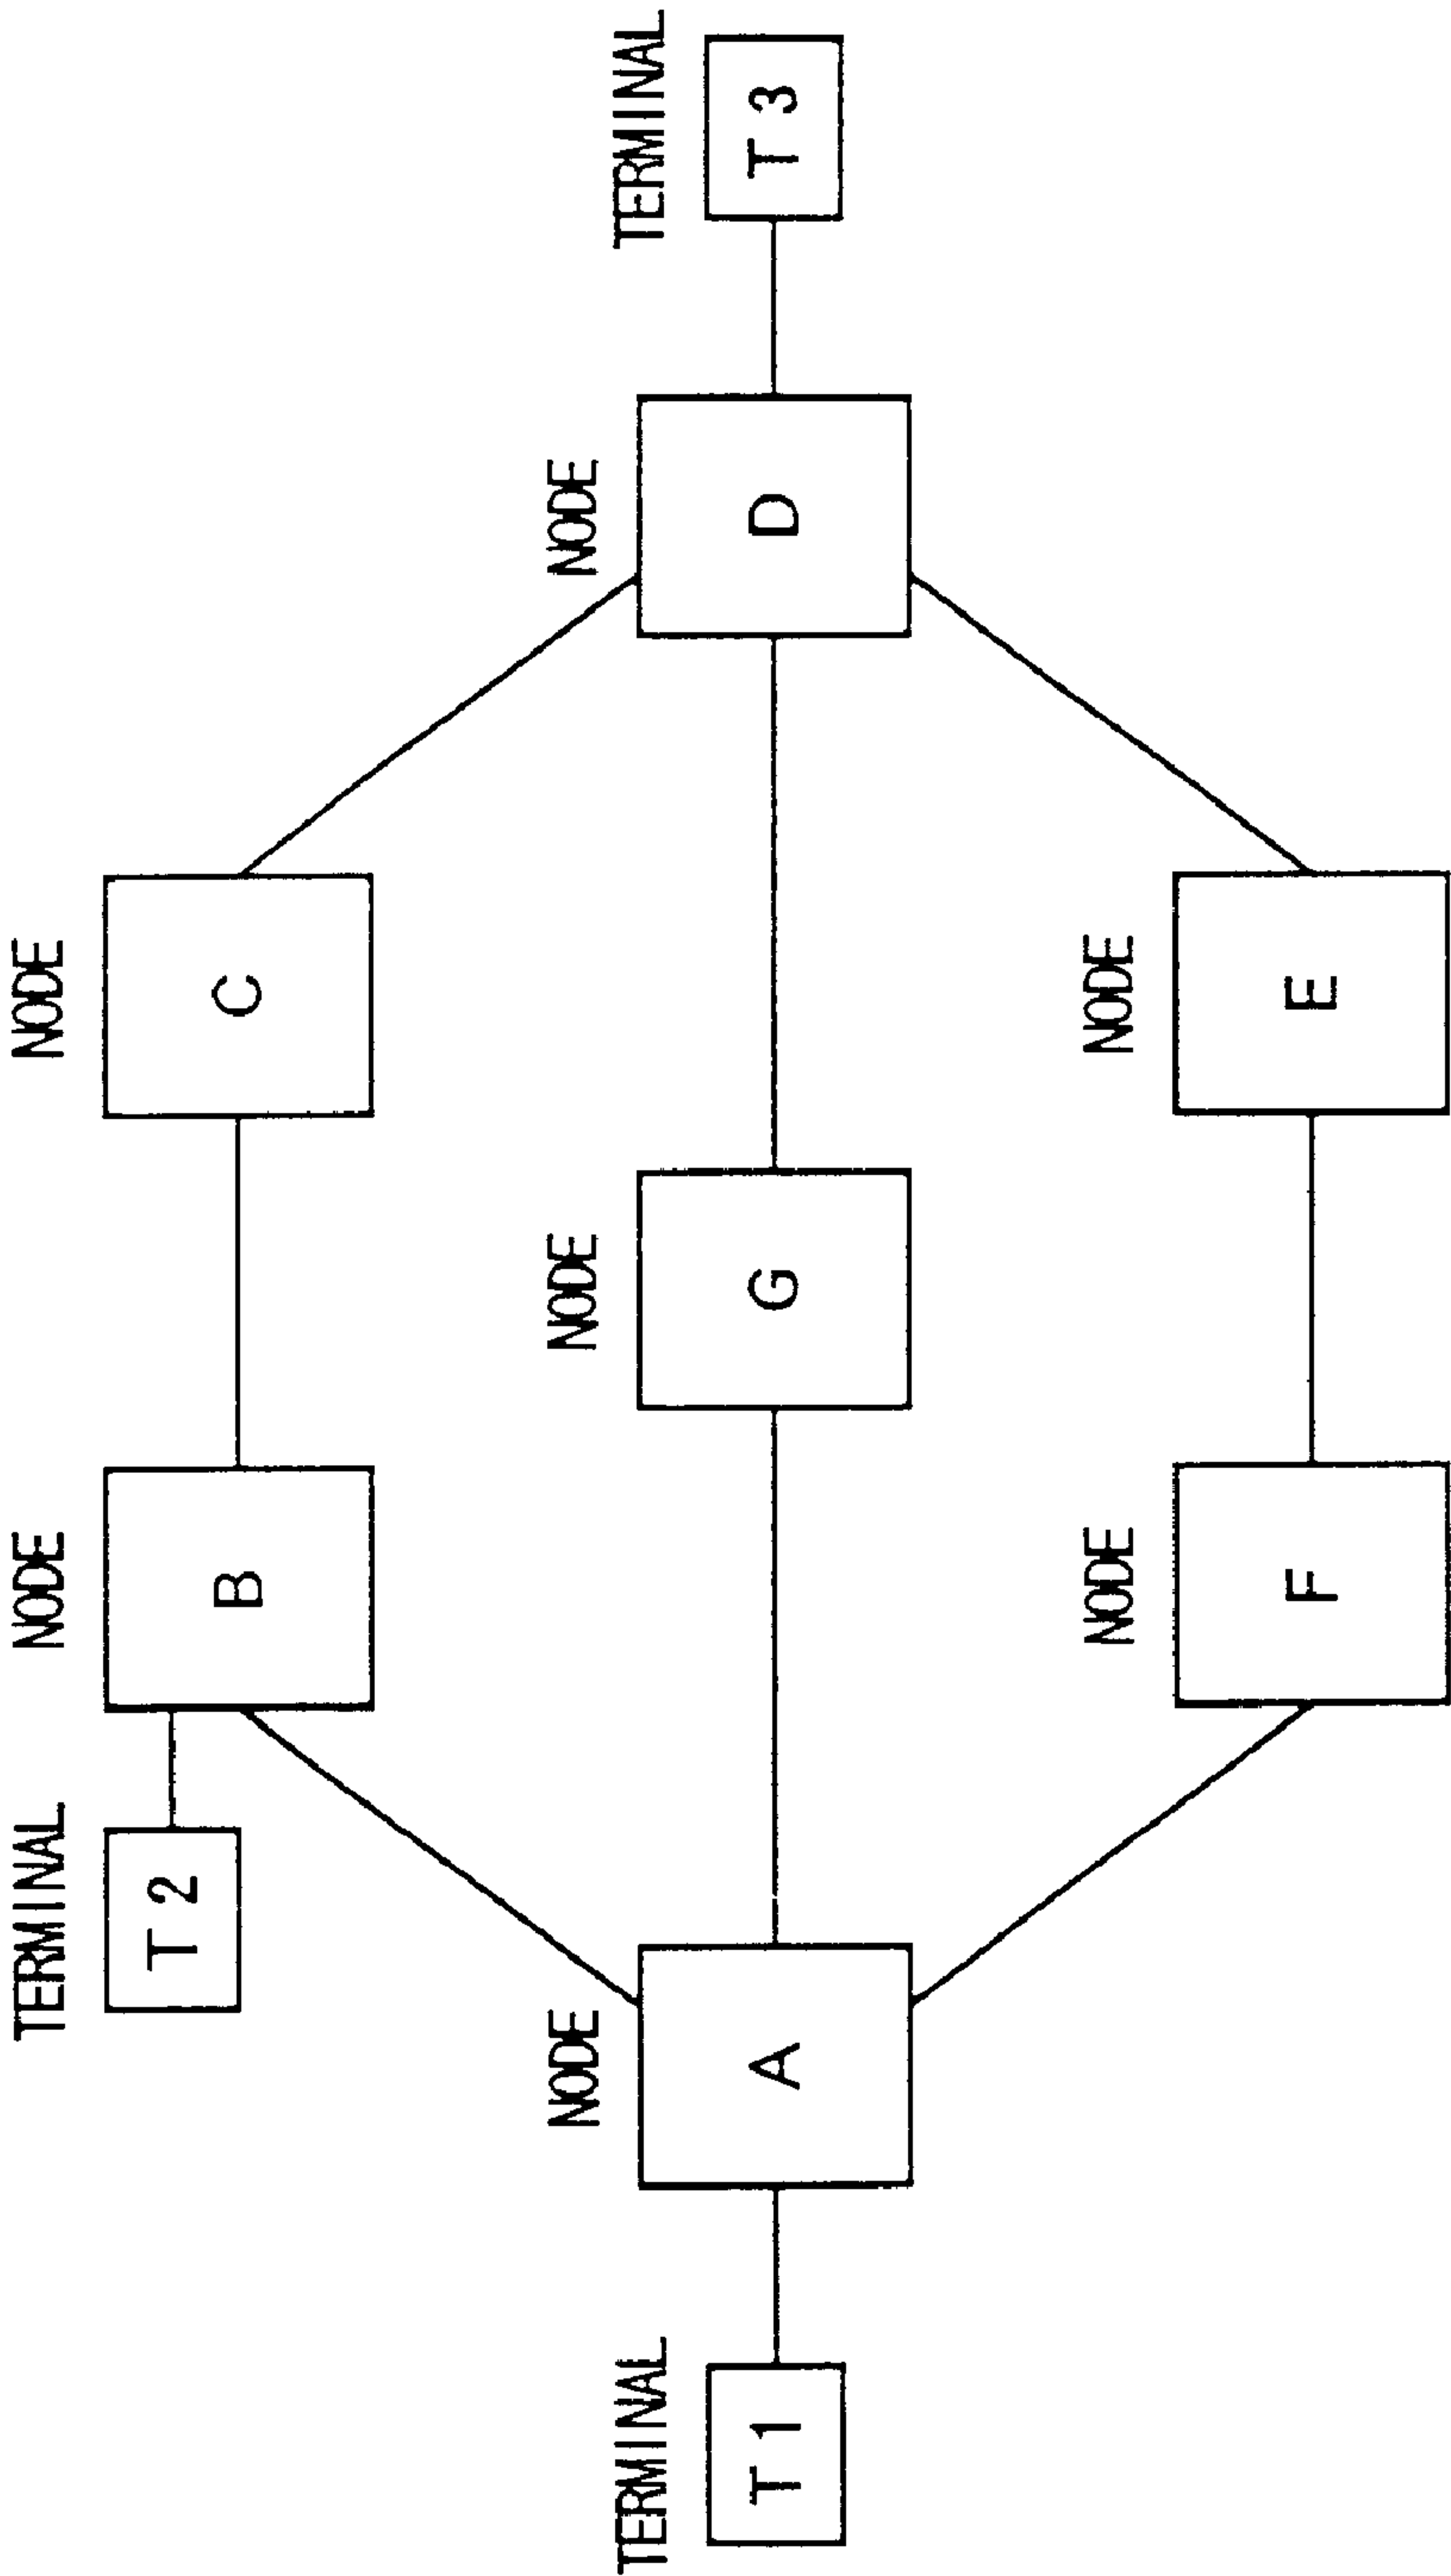 TERMINAL
T 2
NODE
B
NODE
C
TERMINAL
T 1
NODE
A
NODE
G
NODE
D
TERMINAL
T 3
NODE
F
NODE
E